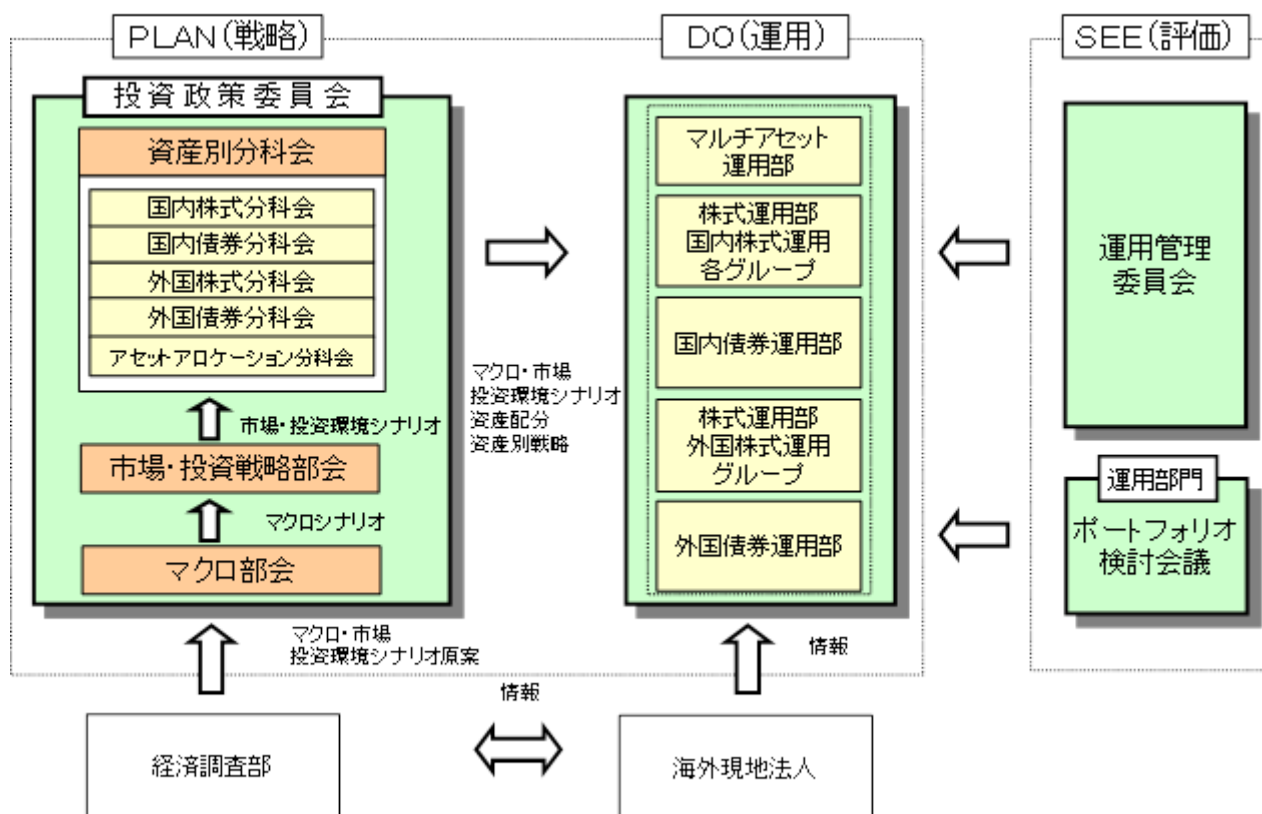 PLAN(戦略)
投資政策委員会
資産別分科会
国内株式分科会
国内債券分科会
外国株式分科会
外国債券分科会
アセットアロケーション分科会
市場・投資環境シナリオ
市場・投資戦略部会
マクロシナリオ
マクロ部会
マクロ・市場
投資環境シナリオ
資産配分
資産別戦略
DO(運用)
マルチアセット
運用部
株式運用部
国内株式運用
各グループ
国内債券運用部
株式運用部
外国株式運用
グループ
外国債券運用部
SEE(評価)
運用管理
委員会
運用部門
ポートフォリオ
検討会議
マクロ・市場
投資環境シナリオ原案
情報
情報
経済調査部
海外現地法人